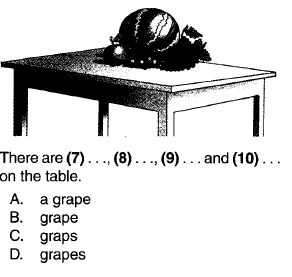 There are (7) . . ., (8) . . ., (9) . . . and (10) . . .
on the table.
A. a grape
B. grape
C. graps
D. grapes